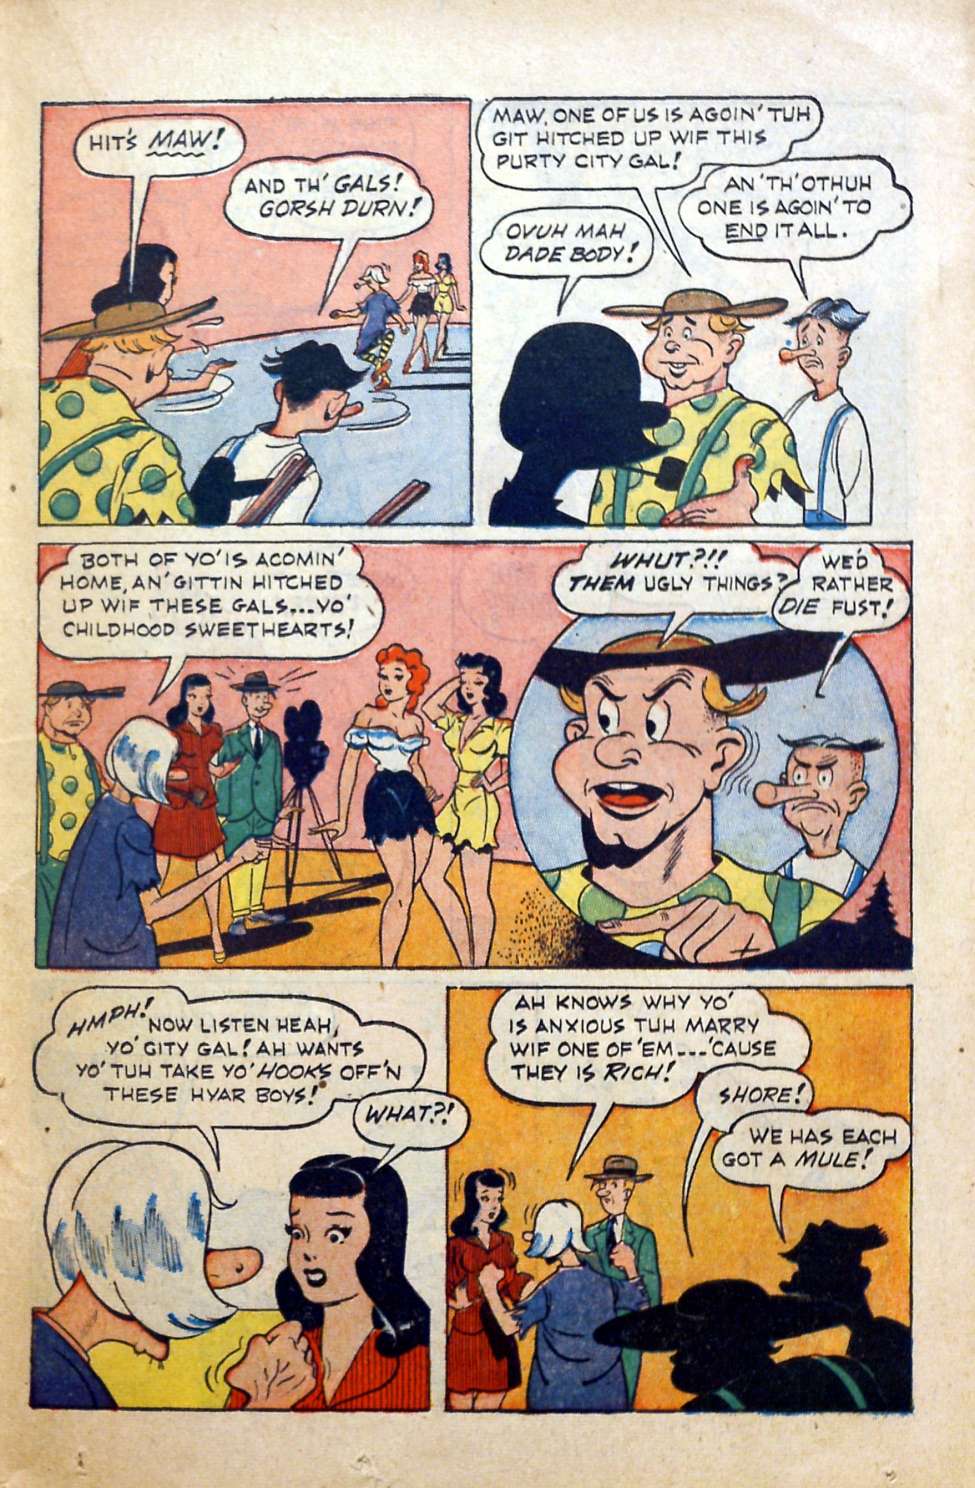 HIT'S MAW!
AND TH' GALS!
GORSH DURN!
MAW, ONE OF US IS AGOIN' TUH
GIT HITCHED UP WIF THIS
PURTY CITY GAL!
AN' TH' OTHUH
ONE IS AGOIN' TO
END IT ALL.
OVUH MAH
DADE BODY!
BOTH OF YO' IS ACOMIN'
HOME, AN' GITTIN HITCHED
UP WIF THESE GALS...YO'
CHILDHOOD SWEETHEARTS!
WHUT?!!
THEM UGLY THINGS?
WE'D
RATHER
DIE FUST!
HMPH!
NOW LISTEN HEAH,
YO' CITY GAL! AH WANTS
YO' TUH TAKE YO' HOOKS OFF'N
THESE HYAR BOYS!
WHAT?!
AH KNOWS WHY YO'
IS ANXIOUS TUH MARRY
WIF ONE OF 'EM---'CAUSE
THEY IS RICH!
SHORE!
WE HAS EACH
GOT A MULE!